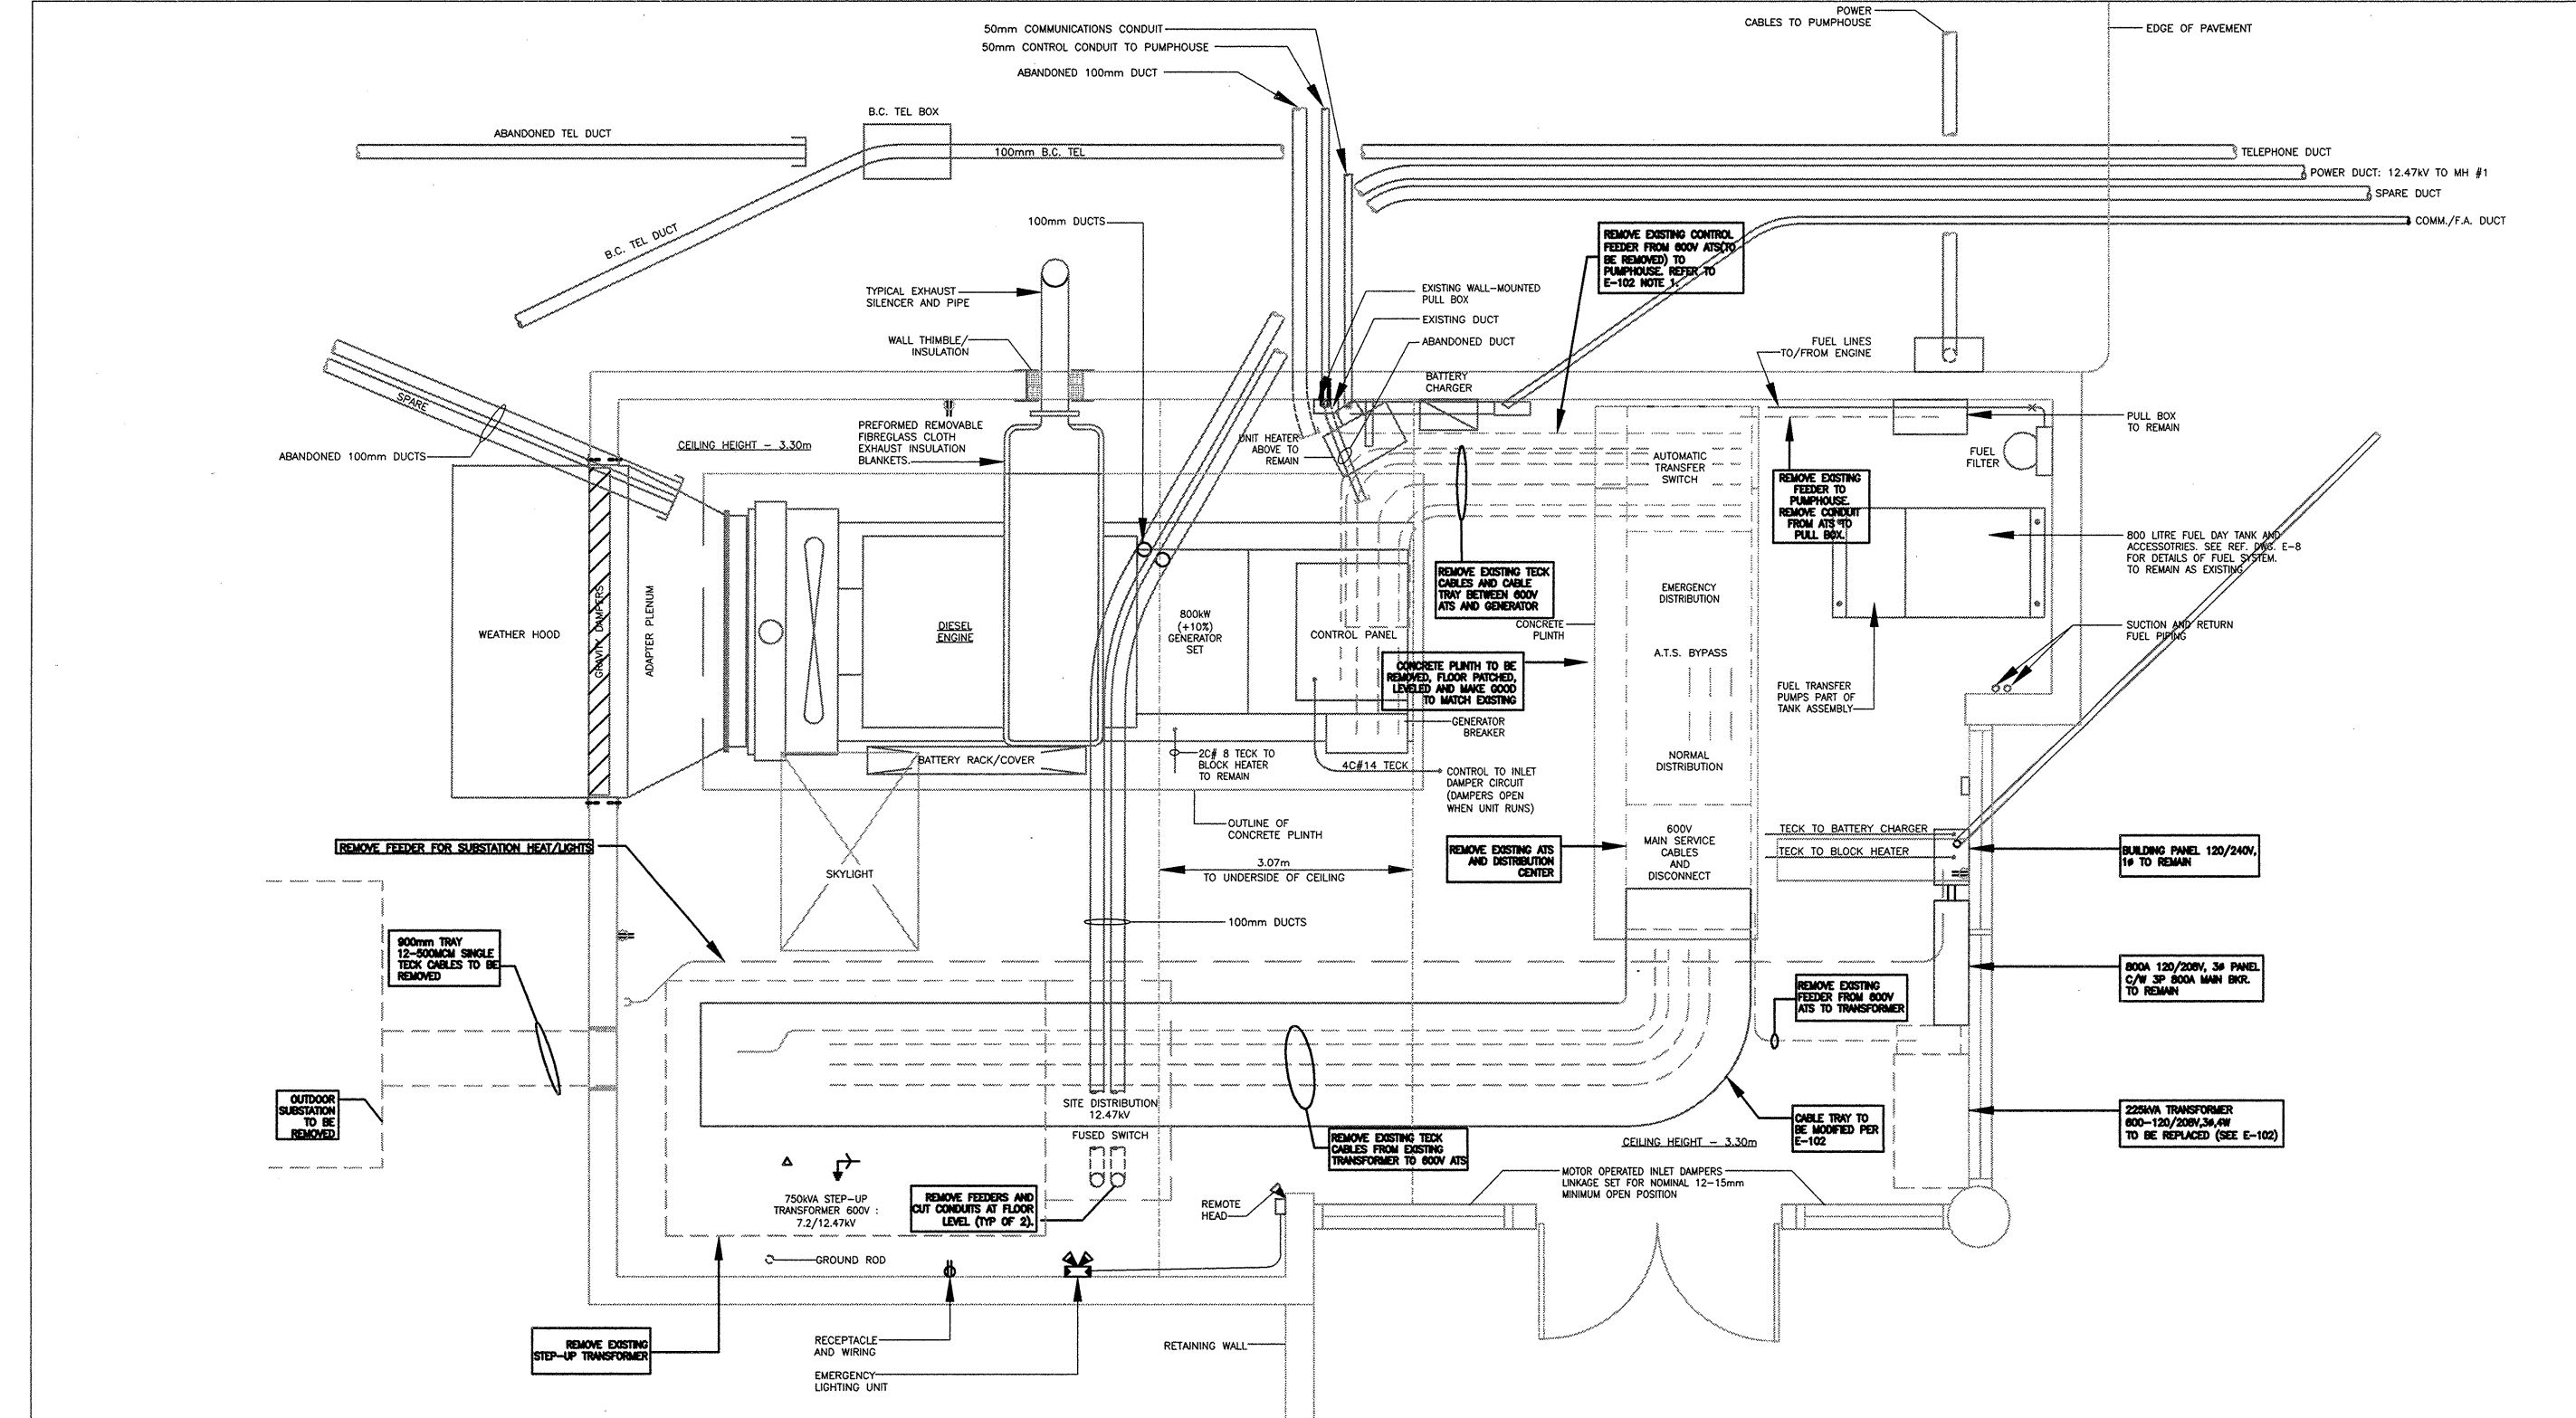 50mm COMMUNICATIONS CONDUIT
50mm CONTROL CONDUIT TO PUMPHOUSE
ABANDONED 100mm DUCT
POWER
CABLES TO PUMPHOUSE
EDGE OF PAVEMENT
B.C. TEL BOX
ABANDONED TEL DUCT
100mm B.C. TEL
TELEPHONE DUCT
POWER DUCT: 12.47kV TO MH #1
SPARE DUCT
COMM./F.A. DUCT
B.C. TEL DUCT
100mm DUCTS
REMOVE EXISTING CONTROL
FEEDER FROM 600V ATS(TO
BE REMOVED) TO
PUMPHOUSE. REFER TO
E-102 NOTE 1.
TYPICAL EXHAUST
SILENCER AND PIPE
EXISTING WALL-MOUNTED
PULL BOX
EXISTING DUCT
ABANDONED DUCT
WALL THIMBLE/
INSULATION
FUEL LINES
TO/FROM ENGINE
BATTERY
CHARGER
SPARE
ABANDONED 100mm DUCTS
CEILING HEIGHT - 3.30m
PREFORMED REMOVABLE
FIBREGLASS CLOTH
EXHAUST INSULATION
BLANKETS.
UNIT HEATER
ABOVE TO
REMAIN
AUTOMATIC
TRANSFER
SWITCH
PULL BOX
TO REMAIN
FUEL
FILTER
REMOVE EXISTING
FEEDER TO
PUMPHOUSE.
REMOVE CONDUIT
FROM ATS TO
PULL BOX.
800 LITRE FUEL DAY TANK AND
ACCESSOTRIES. SEE REF. DWG. E-8
FOR DETAILS OF FUEL SYSTEM.
TO REMAIN AS EXISTING
REMOVE EXISTING TECK
CABLES AND CABLE
TRAY BETWEEN 600V
ATS AND GENERATOR
EMERGENCY
DISTRIBUTION
WEATHER HOOD
GRAVITY DAMPERS
ADAPTER PLENUM
DIESEL
ENGINE
800kW
(+10%)
GENERATOR
SET
CONTROL PANEL
CONCRETE
PLINTH
SUCTION AND RETURN
FUEL PIPING
A.T.S. BYPASS
CONCRETE PLINTH TO BE
REMOVED, FLOOR PATCHED,
LEVELED AND MAKE GOOD
TO MATCH EXISTING
FUEL TRANSFER
PUMPS PART OF
TANK ASSEMBLY
GENERATOR
BREAKER
BATTERY RACK/COVER
2C# 8 TECK TO
BLOCK HEATER
TO REMAIN
4C#14 TECK
CONTROL TO INLET
DAMPER CIRCUIT
(DAMPERS OPEN
WHEN UNIT RUNS)
NORMAL
DISTRIBUTION
OUTLINE OF
CONCRETE PLINTH
600V
MAIN SERVICE
CABLES
AND
DISCONNECT
TECK TO BATTERY CHARGER
TECK TO BLOCK HEATER
REMOVE FEEDER FOR SUBSTATION HEAT/LIGHTS
REMOVE EXISTING ATS
AND DISTRIBUTION
CENTER
BUILDING PANEL 120/240V,
1ø TO REMAIN
SKYLIGHT
3.07m
TO UNDERSIDE OF CEILING
100mm DUCTS
900mm TRAY
12-500MCM SINGLE
TECK CABLES TO BE
REMOVED
800A 120/208V, 3ø PANEL
C/W 3P 800A MAIN BKR.
TO REMAIN
REMOVE EXISTING
FEEDER FROM 600V
ATS TO TRANSFORMER
OUTDOOR
SUBSTATION
TO BE
REMOVED
SITE DISTRIBUTION
12.47kV
FUSED SWITCH
REMOVE EXISTING TECK
CABLES FROM EXISTING
TRANSFORMER TO 600V ATS
CABLE TRAY TO
BE MODIFIED PER
E-102
225kVA TRANSFORMER
600-120/208V,3ø,4W
TO BE REPLACED (SEE E-102)
CEILING HEIGHT - 3.30m
MOTOR OPERATED INLET DAMPERS
LINKAGE SET FOR NOMINAL 12-15mm
MINIMUM OPEN POSITION
750kVA STEP-UP
TRANSFORMER 600V :
7.2/12.47kV
REMOVE FEEDERS AND
CUT CONDUITS AT FLOOR
LEVEL (TYP OF 2).
REMOTE
HEAD
GROUND ROD
REMOVE EXISTING
STEP-UP TRANSFORMER
RECEPTACLE
AND WIRING
RETAINING WALL
EMERGENCY
LIGHTING UNIT